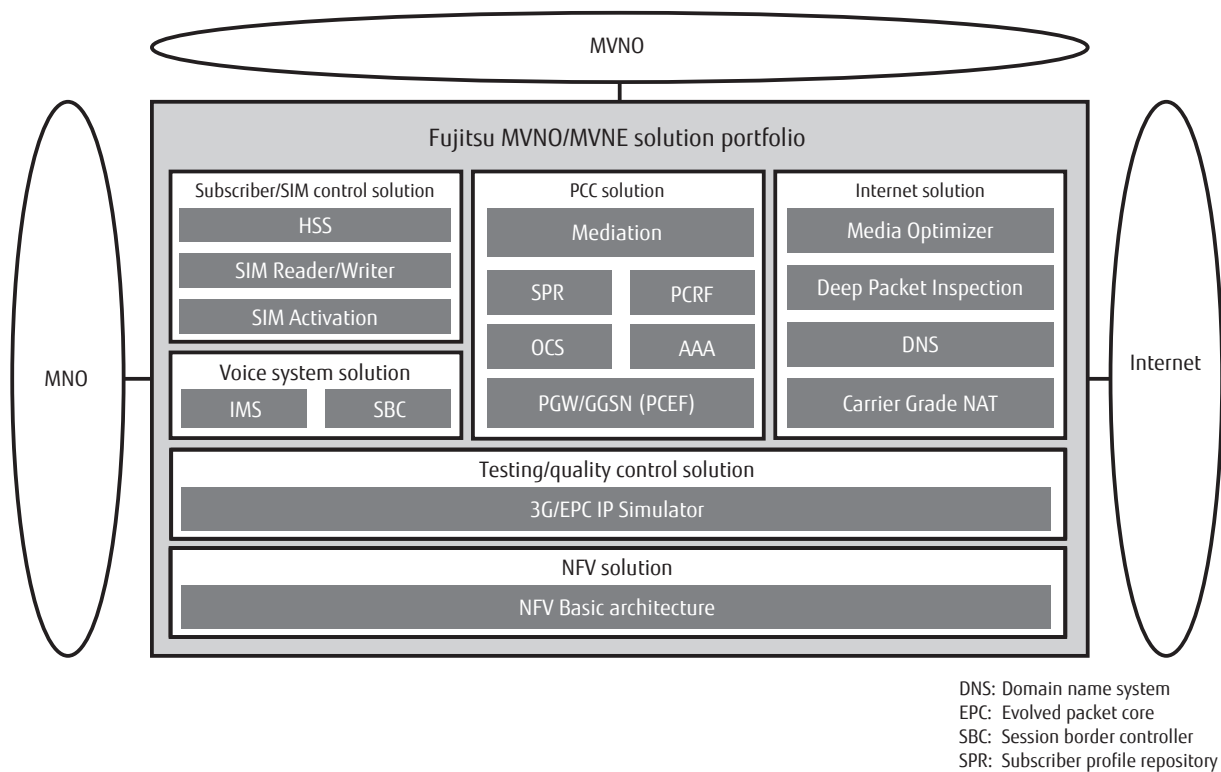 MVNO
MNO
Fujitsu MVNO/MVNE solution portfolio
Subscriber/SIM control solution
HSS
SIM Reader/Writer
SIM Activation
Voice system solution
IMS
SBC
PCC solution
Mediation
SPR
PCRF
OCS
AAA
PGW/GGSN (PCEF)
Internet solution
Media Optimizer
Deep Packet Inspection
DNS
Carrier Grade NAT
Testing/quality control solution
3G/EPC IP Simulator
NFV solution
NFV Basic architecture
Internet
DNS: Domain name system
EPC: Evolved packet core
SBC: Session border controller
SPR: Subscriber profile repository